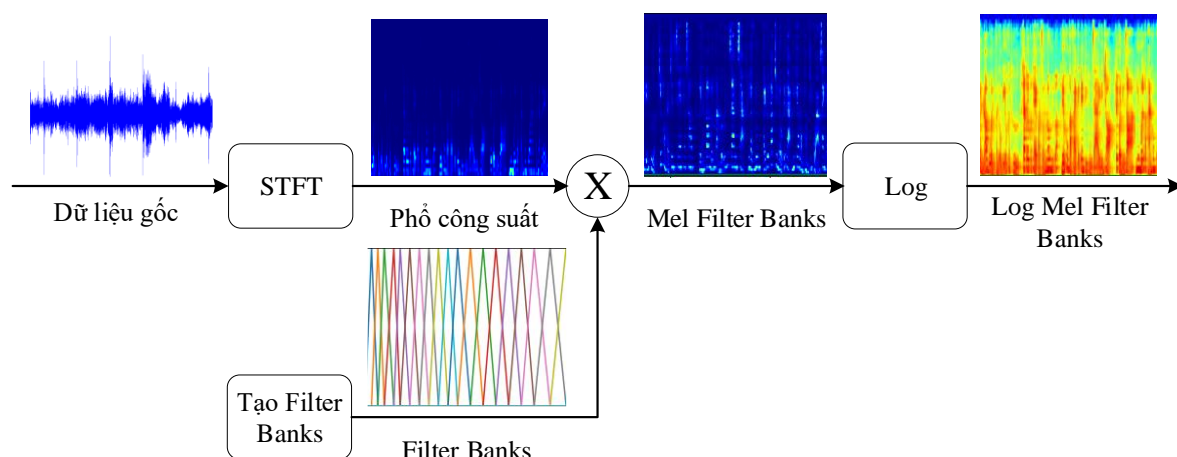 Dữ liệu gốc
STFT
Phổ công suất
X
Mel Filter Banks
Log
Log Mel Filter
Banks
Tạo Filter
Banks
Filter Banks